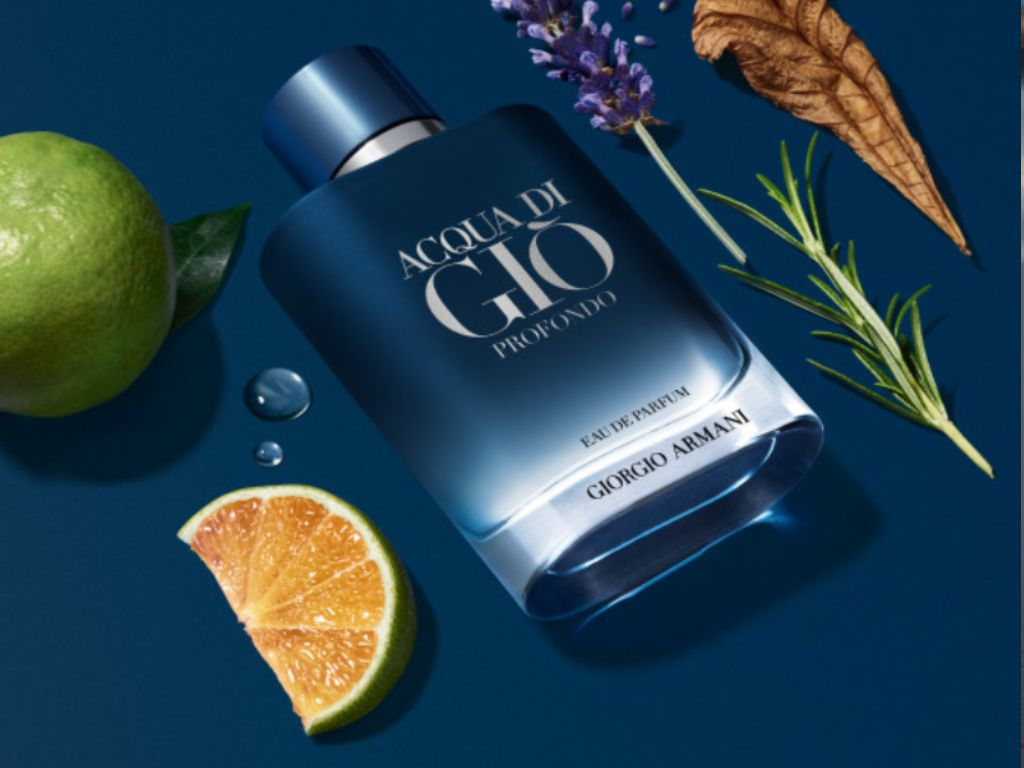 ACQUA DI
GIÒ
PROFONDO
EAU DE PARFUM
GIORGIO ARMANI